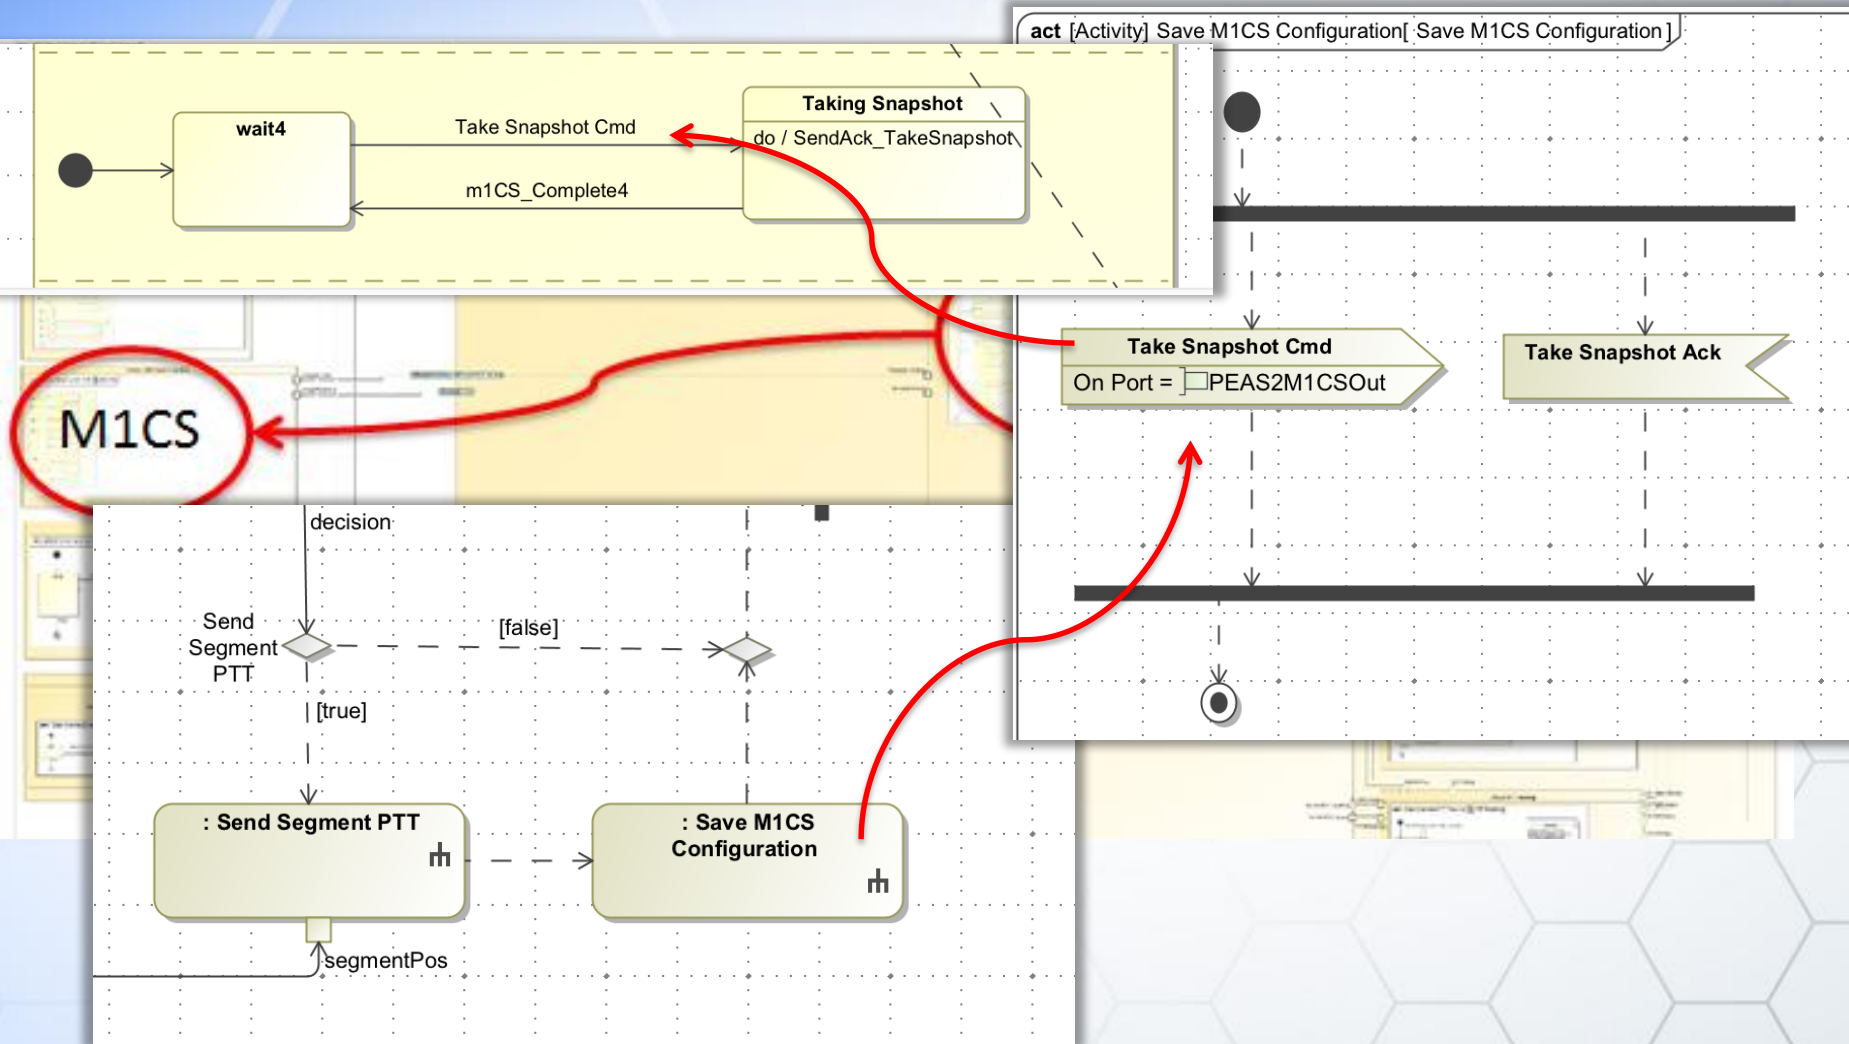 act [Activity] Save M1CS Configuration[ Save M1CS Configuration ]
wait4
Take Snapshot Cmd
m1CS_Complete4
Taking Snapshot
do / SendAck_TakeSnapshot
Take Snapshot Cmd
On Port = PEAS2M1CSOut
Take Snapshot Ack
M1CS
decision
Send
Segment
PTT
[false]
[true]
: Send Segment PTT
: Save M1CS
Configuration
segmentPos